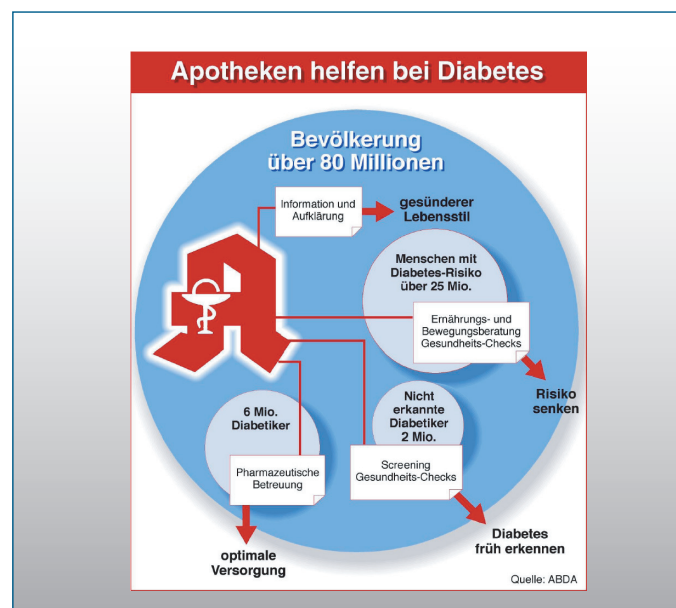 Apotheken helfen bei Diabetes
Bevölkerung
über 80 Millionen
Information und
Aufklärung
gesünderer
Lebensstil
Menschen mit
Diabetes-Risiko
über 25 Mio.
Ernährungs- und
Bewegungsberatung
Gesundheits-Checks
Risiko
senken
Nicht
erkannte
Diabetiker
2 Mio.
Screening
Gesundheits-Checks
Diabetes
früh erkennen
6 Mio.
Diabetiker
Pharmazeutische
Betreuung
optimale
Versorgung
Quelle: ABDA